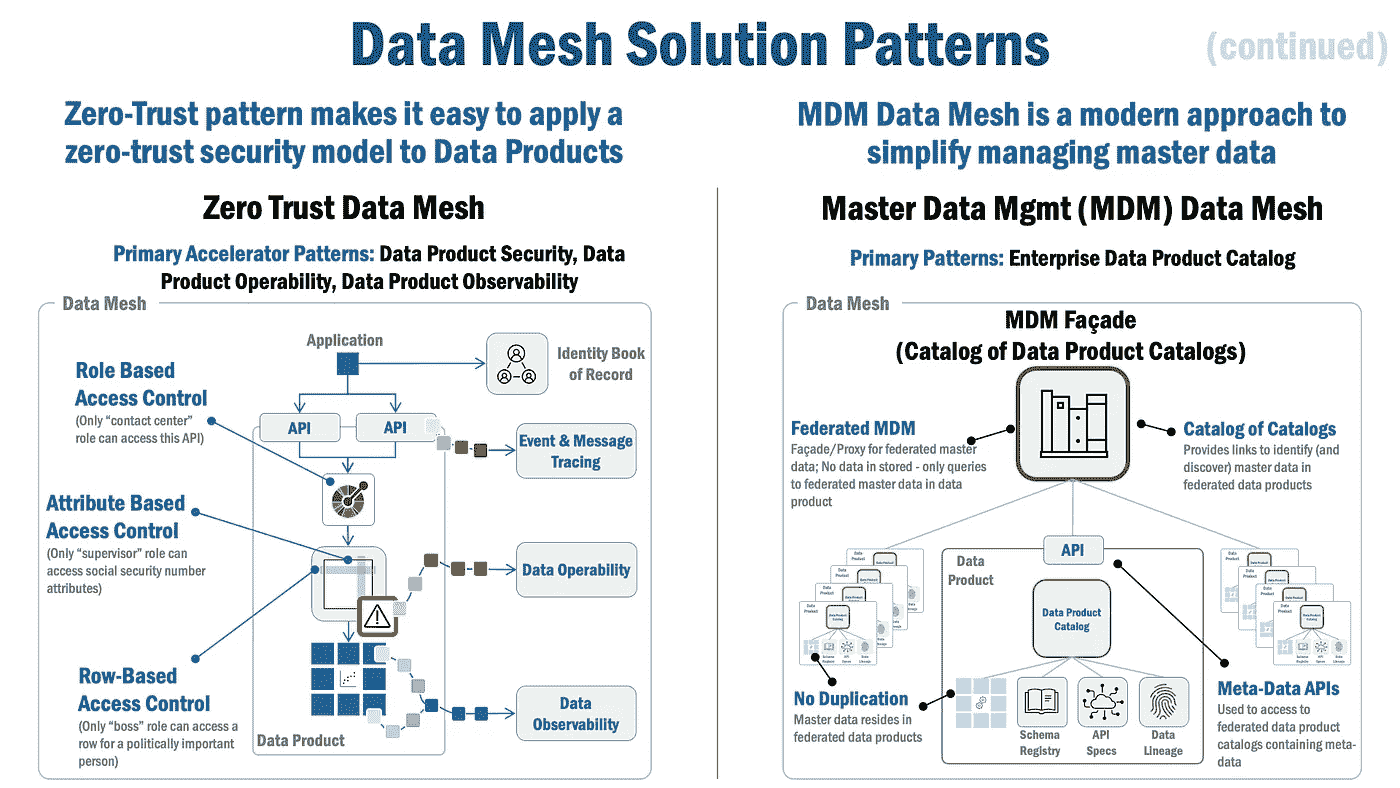 Data Mesh Solution Patterns
(continued)
Zero-Trust pattern makes it easy to apply a
zero-trust security model to Data Products
Zero Trust Data Mesh
Primary Accelerator Patterns: Data Product Security, Data
Product Operability, Data Product Observability
Data Mesh
Application
Identity Book
of Record
Role Based
Access Control
(Only “contact center”
role can access this API)
API
API
Event & Message
Tracing
Attribute Based
Access Control
(Only “supervisor” role can
access social security number
attributes)
Data Operability
Row-Based
Access Control
(Only “boss” role can access a
row for a politically important
person)
Data
Observability
Data Product
MDM Data Mesh is a modern approach to
simplify managing master data
Master Data Mgmt (MDM) Data Mesh
Primary Patterns: Enterprise Data Product Catalog
Data Mesh
MDM Façade
(Catalog of Data Product Catalogs)
Federated MDM
Façade/Proxy for federated master
data; No data in stored - only queries
to federated master data in data
product
Catalog of Catalogs
Provides links to identify (and
discover) master data in
federated data products
API
Data
Product
Data Product
Catalog
No Duplication
Master data resides in
federated data products
Schema
Registry
API
Specs
Data
Lineage
Meta-Data APIs
Used to access to
federated data product
catalogs containing meta-
data